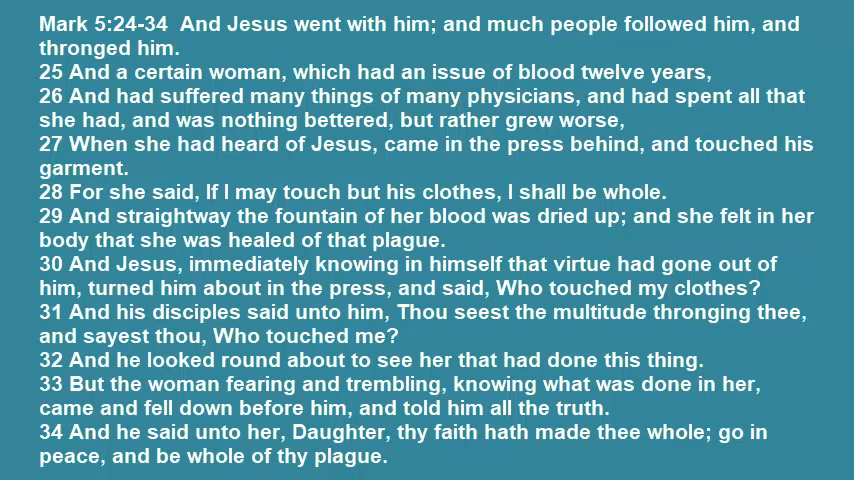 Mark 5:24-34  And Jesus went with him; and much people followed him, and
thronged him.
25 And a certain woman, which had an issue of blood twelve years,
26 And had suffered many things of many physicians, and had spent all that
she had, and was nothing bettered, but rather grew worse,
27 When she had heard of Jesus, came in the press behind, and touched his
garment.
28 For she said, If I may touch but his clothes, I shall be whole.
29 And straightway the fountain of her blood was dried up; and she felt in her
body that she was healed of that plague.
30 And Jesus, immediately knowing in himself that virtue had gone out of
him, turned him about in the press, and said, Who touched my clothes?
31 And his disciples said unto him, Thou seest the multitude thronging thee,
and sayest thou, Who touched me?
32 And he looked round about to see her that had done this thing.
33 But the woman fearing and trembling, knowing what was done in her,
came and fell down before him, and told him all the truth.
34 And he said unto her, Daughter, thy faith hath made thee whole; go in
peace, and be whole of thy plague.